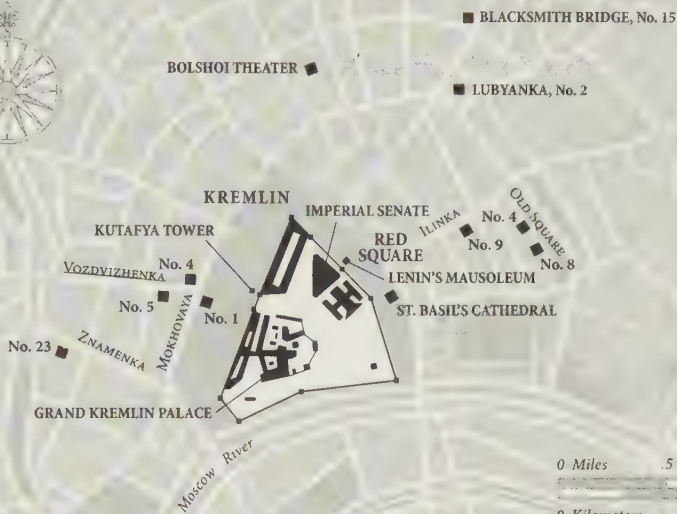 BLACKSMITH BRIDGE, No. 15
BOLSHOI THEATER
LUBYANKA, No. 2
KREMLIN
IMPERIAL SENATE
KUTAFYA TOWER
RED
SQUARE
ILINKA
No. 4
OLD SQUARE
No. 9
No. 8
LENIN'S MAUSOLEUM
ST. BASIL'S CATHEDRAL
VOZDVIZHENKA
No. 4
No. 5
MOKHOVAYA
No. 1
No. 23
ZNAMENKA
GRAND KREMLIN PALACE
Moscow River
0 Miles .5
0 Kilometers